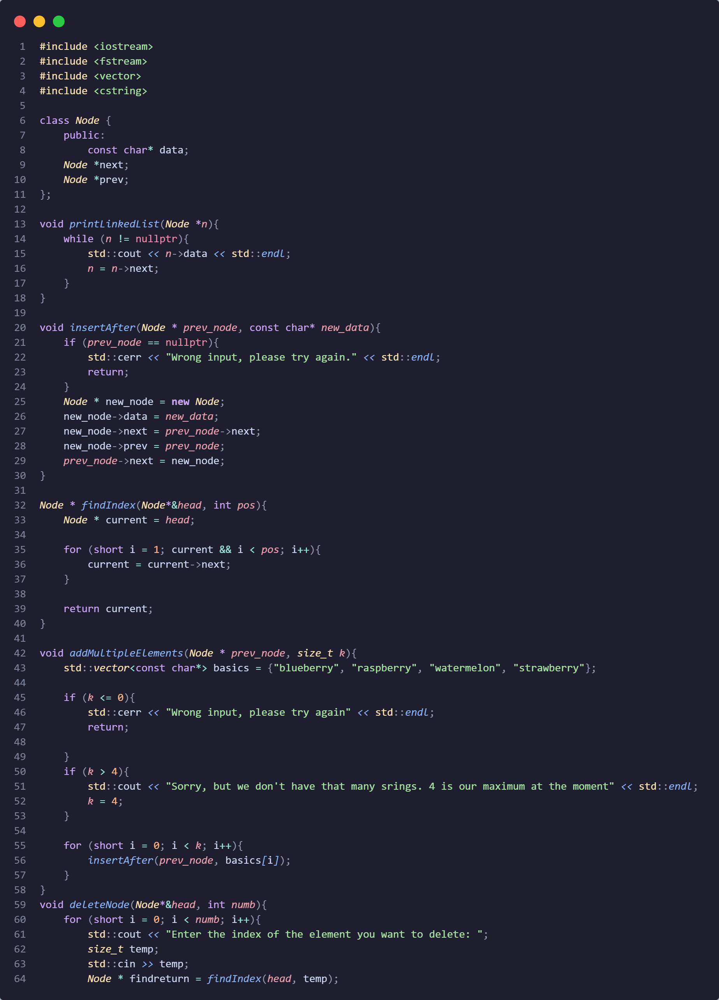 1 #include <iostream>
2 #include <fstream>
3 #include <vector>
4 #include <cstring>
5
6 class Node {
7     public:
8         const char* data;
9     Node *next;
10     Node *prev;
11 };
12
13 void printLinkedList(Node *n){
14     while (n != nullptr){
15         std::cout << n->data << std::endl;
16         n = n->next;
17     }
18 }
19
20 void insertAfter(Node * prev_node, const char* new_data){
21     if (prev_node == nullptr){
22         std::cerr << "Wrong input, please try again." << std::endl;
23         return;
24     }
25     Node * new_node = new Node;
26     new_node->data = new_data;
27     new_node->next = prev_node->next;
28     new_node->prev = prev_node;
29     prev_node->next = new_node;
30 }
31
32 Node * findIndex(Node*&head, int pos){
33     Node * current = head;
34
35     for (short i = 1; current && i < pos; i++){
36         current = current->next;
37     }
38
39     return current;
40 }
41
42 void addMultipleElements(Node * prev_node, size_t k){
43     std::vector<const char*> basics = {"blueberry", "raspberry", "watermelon", "strawberry"};
44
45     if (k <= 0){
46         std::cerr << "Wrong input, please try again" << std::endl;
47         return;
48
49     }
50     if (k > 4){
51         std::cout << "Sorry, but we don't have that many srings. 4 is our maximum at the moment" << std::endl;
52         k = 4;
53     }
54
55     for (short i = 0; i < k; i++){
56         insertAfter(prev_node, basics[i]);
57     }
58 }
59 void deleteNode(Node*&head, int numb){
60     for (short i = 0; i < numb; i++){
61         std::cout << "Enter the index of the element you want to delete: ";
62         size_t temp;
63         std::cin >> temp;
64         Node * findreturn = findIndex(head, temp);